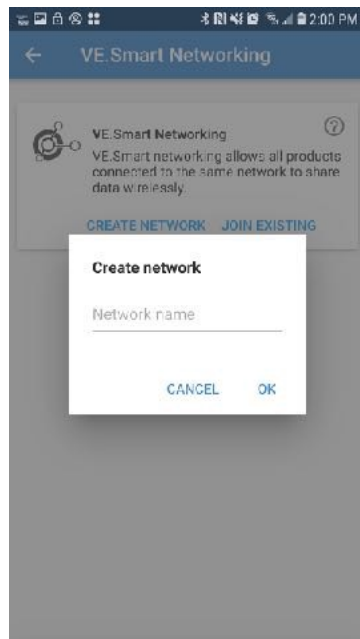 2:00 PM
VE.Smart Networking
VE.Smart Networking
VE.Smart networking allows all products
connected to the same network to share
data wirelessly.
CREATE NETWORK JOIN EXISTING
Create network
Network name
CANCEL OK